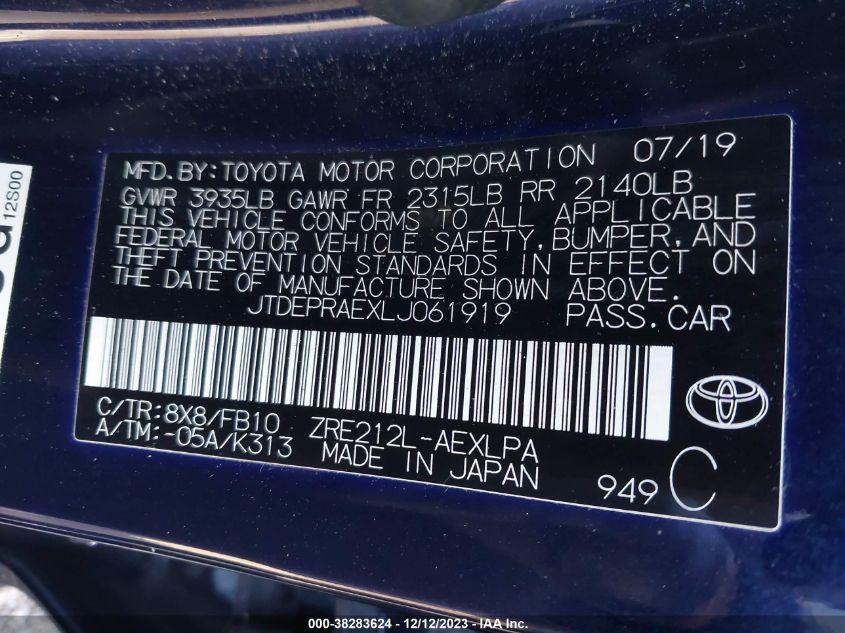 MFD.BY:TOYOTA MOTOR CORPORATION 07/19
GVWR 3935LB GAWR FR 2315LB RR 2140LB
THIS VEHICLE CONFORMS TO ALL APPLICABLE
FEDERAL MOTOR VEHICLE SAFETY,BUMPER,AND
THEFT PREVENTION STANDARDS IN EFFECT ON
THE DATE OF MANUFACTURE SHOWN ABOVE.
JTDEPRAEXLJ061919 PASS.CAR
C/TR:8X8/FB10 ZRE212L-AEXLPA
A/TM:-05A/K313 MADE IN JAPAN
949 C
12S00
000-38283624 - 12/12/2023 - IAAI.com